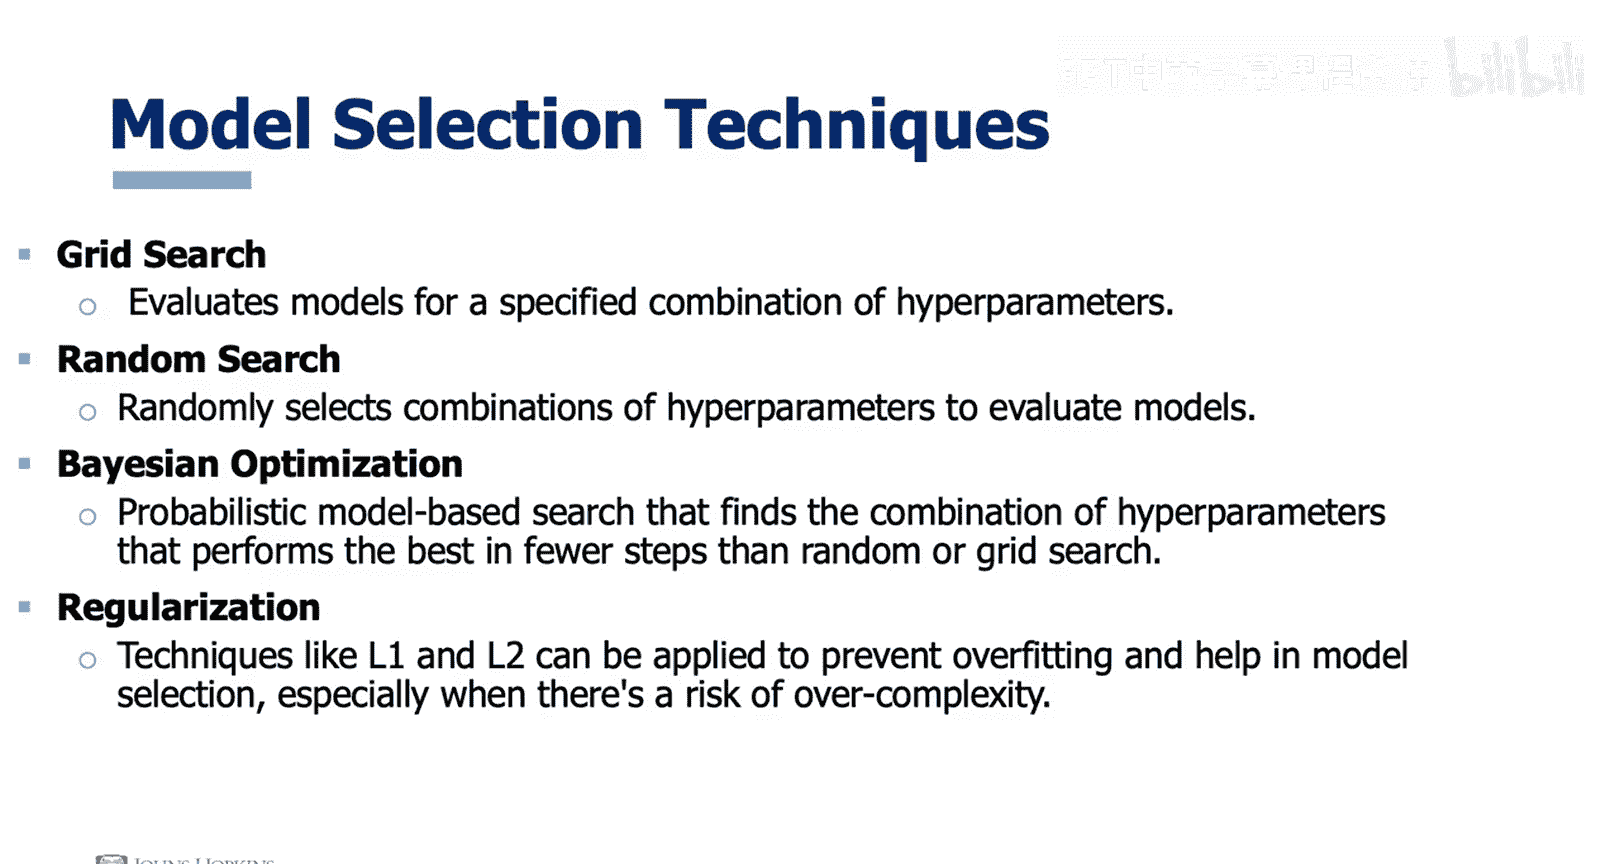 bilibili
Model Selection Techniques
Grid Search
Evaluates models for a specified combination of hyperparameters.
Random Search
Randomly selects combinations of hyperparameters to evaluate models.
Bayesian Optimization
Probabilistic model-based search that finds the combination of hyperparameters
that performs the best in fewer steps than random or grid search.
Regularization
Techniques like L1 and L2 can be applied to prevent overfitting and help in model
selection, especially when there's a risk of over-complexity.
JOHNS HOPKINS